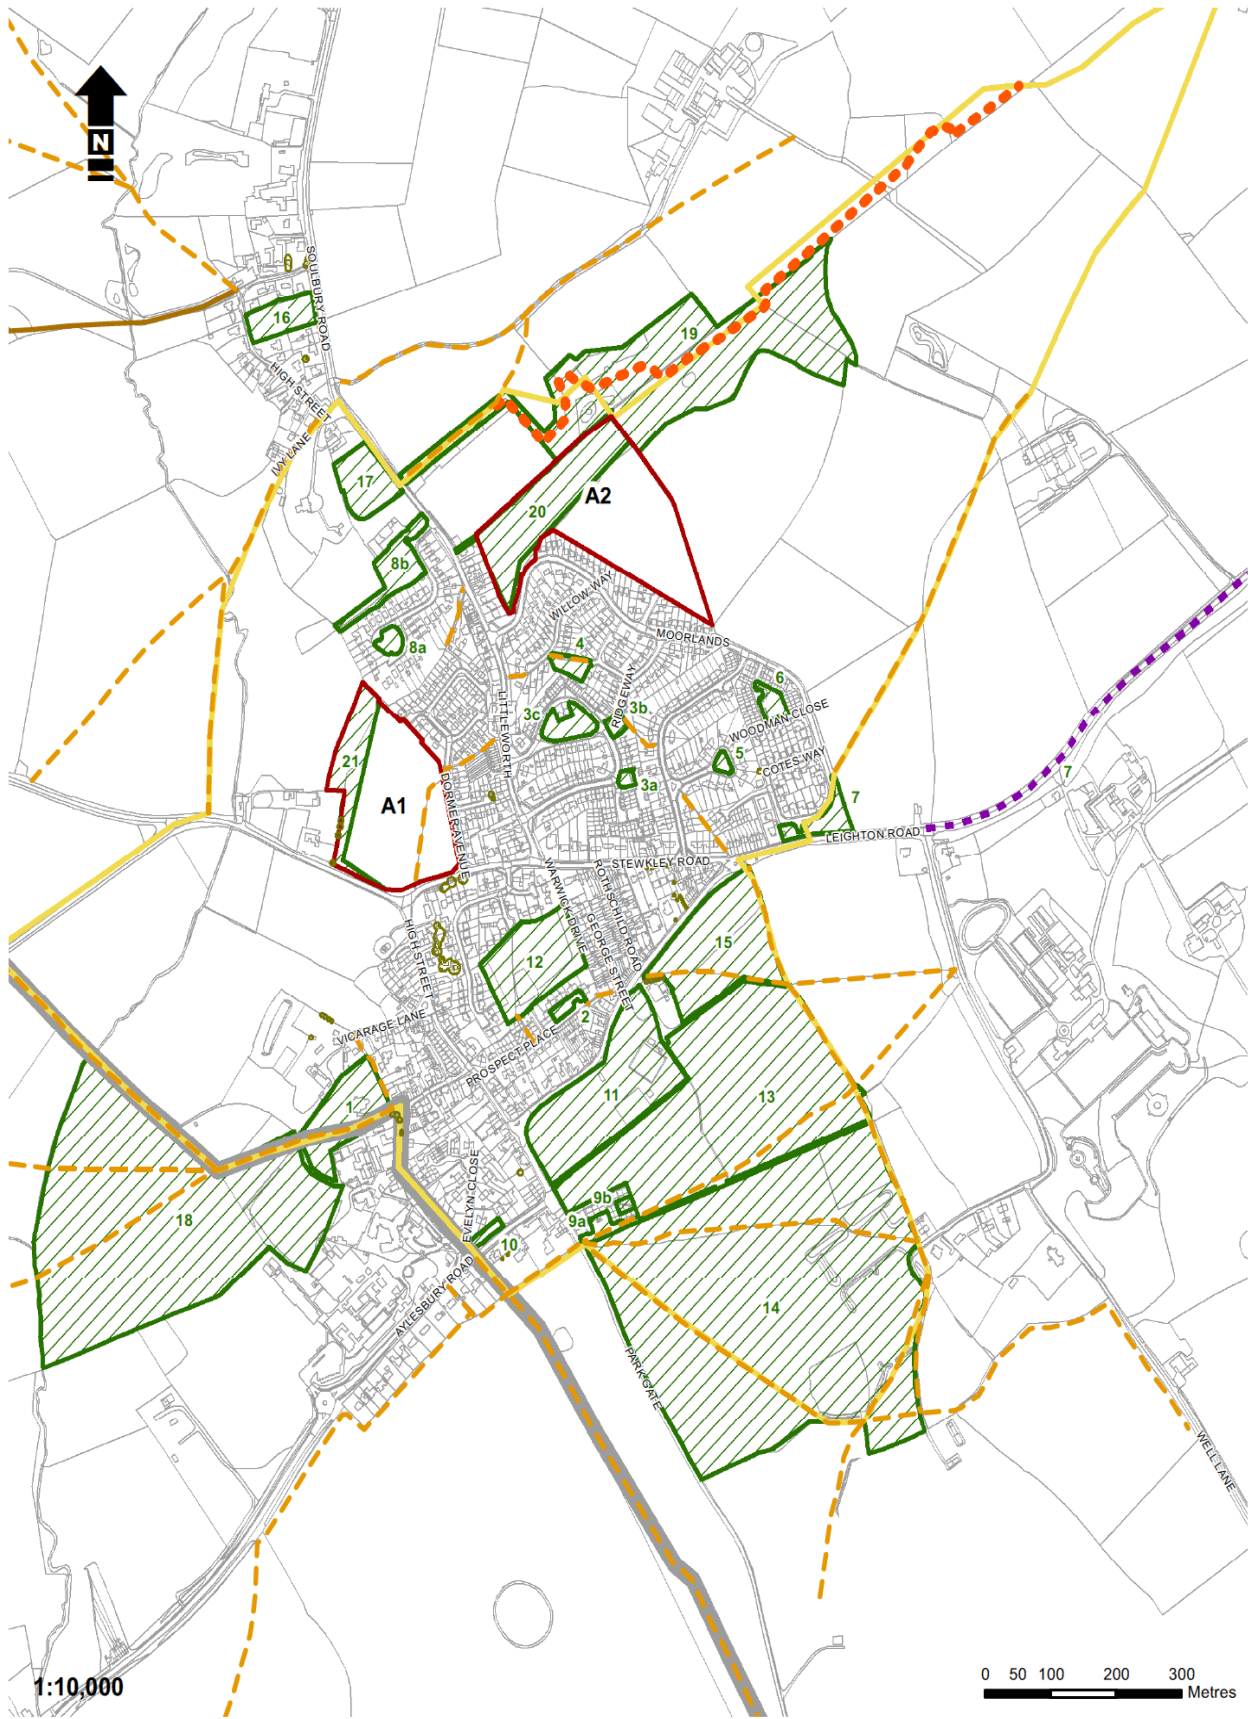 N
SOULBURY ROAD
16
19
HIGH STREET
IVY LANE
17
A2
20
8b
WILLOW WAY
MOORLANDS
8a
4
RIDGEWAY
6
3c
3b
LITTLEWORTH
WOODMAN CLOSE
5
COTES WAY
21
3a
7
7
A1
DORMER AVENUE
LEIGHTON ROAD
STEWKLEY ROAD
WARWICK DRIVE
ROTHSCHILD ROAD
GEORGE STREET
HIGH STREET
15
12
2
VICARAGE LANE
PROSPECT PLACE
11
13
1
18
EVELYN CLOSE
9b
9a
10
AYLESBURY ROAD
14
PARK GATE
WELL LANE
1:10,000
0 50 100 200 300
Metres